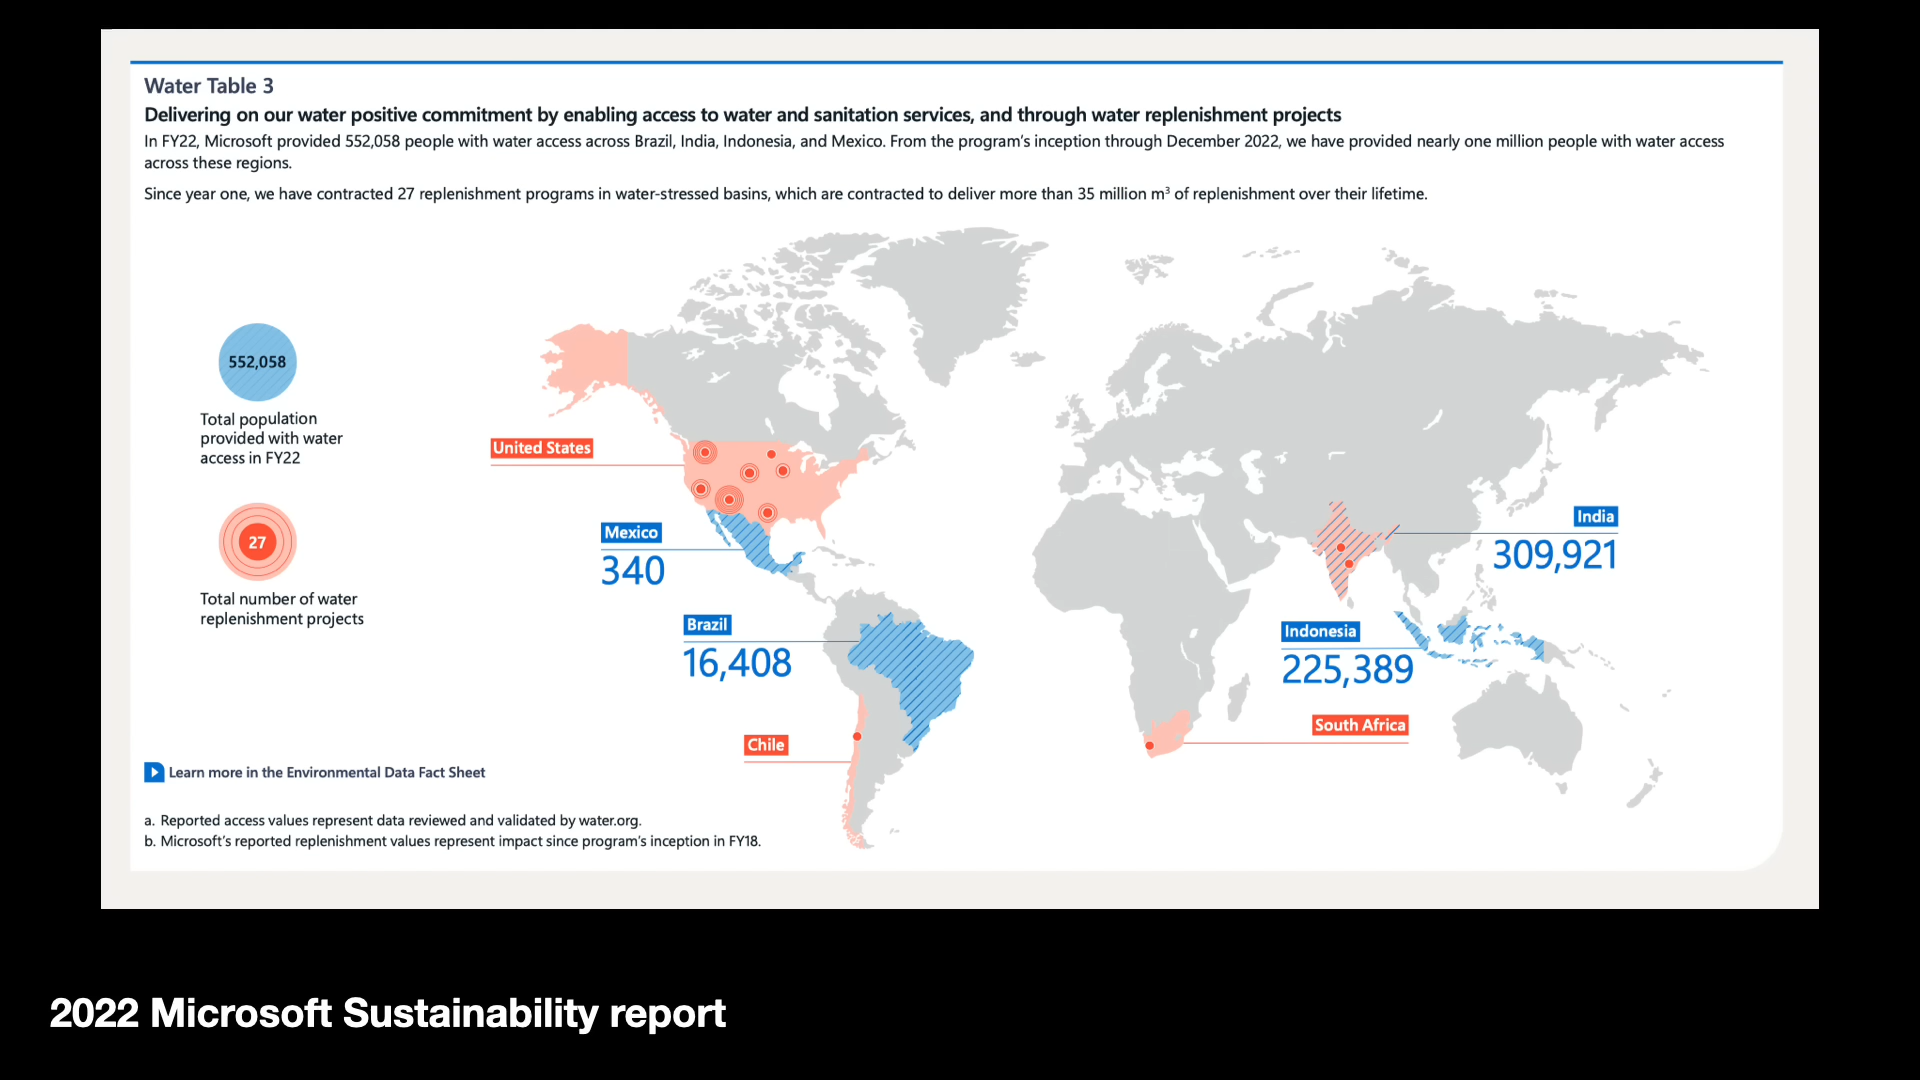 Water Table 3
Delivering on our water positive commitment by enabling access to water and sanitation services, and through water replenishment projects
In FY22, Microsoft provided 552,058 people with water access across Brazil, India, Indonesia, and Mexico. From the program's inception through December 2022, we have provided nearly one million people with water access
across these regions.
Since year one, we have contracted 27 replenishment programs in water-stressed basins, which are contracted to deliver more than 35 million m³ of replenishment over their lifetime.
552,058
Total population
provided with water
access in FY22
27
Total number of water
replenishment projects
United States
Mexico
340
Brazil
16,408
Chile
India
309,921
Indonesia
225,389
South Africa
Learn more in the Environmental Data Fact Sheet
a. Reported access values represent data reviewed and validated by water.org.
b. Microsoft's reported replenishment values represent impact since program's inception in FY18.
2022 Microsoft Sustainability report